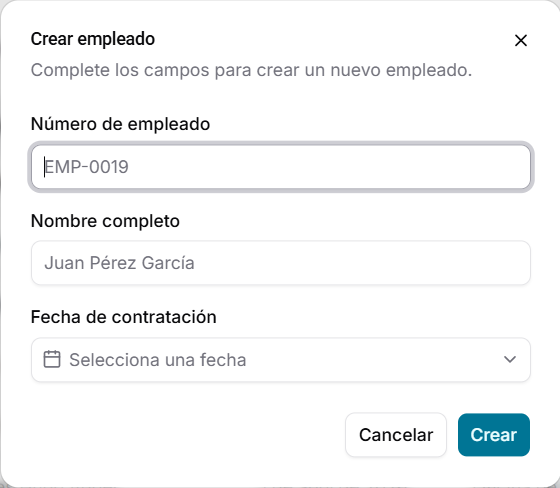 Crear empleado
Complete los campos para crear un nuevo empleado.
Número de empleado
EMP-0019
Nombre completo
Juan Pérez García
Fecha de contratación
Selecciona una fecha
Cancelar
Crear